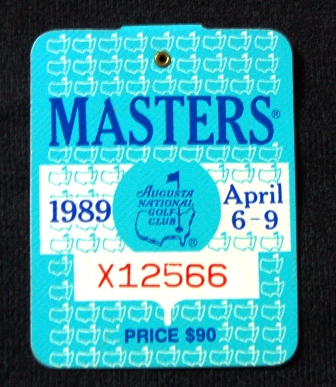 MASTERS®
1989
AUGUSTA
NATIONAL
GOLF
CLUB
®
April
6-9
X12566
PRICE $90